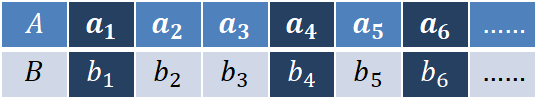 A a₁ a₂ a₃ a₄ a₅ a₆ ……
B b₁ b₂ b₃ b₄ b₅ b₆ ……